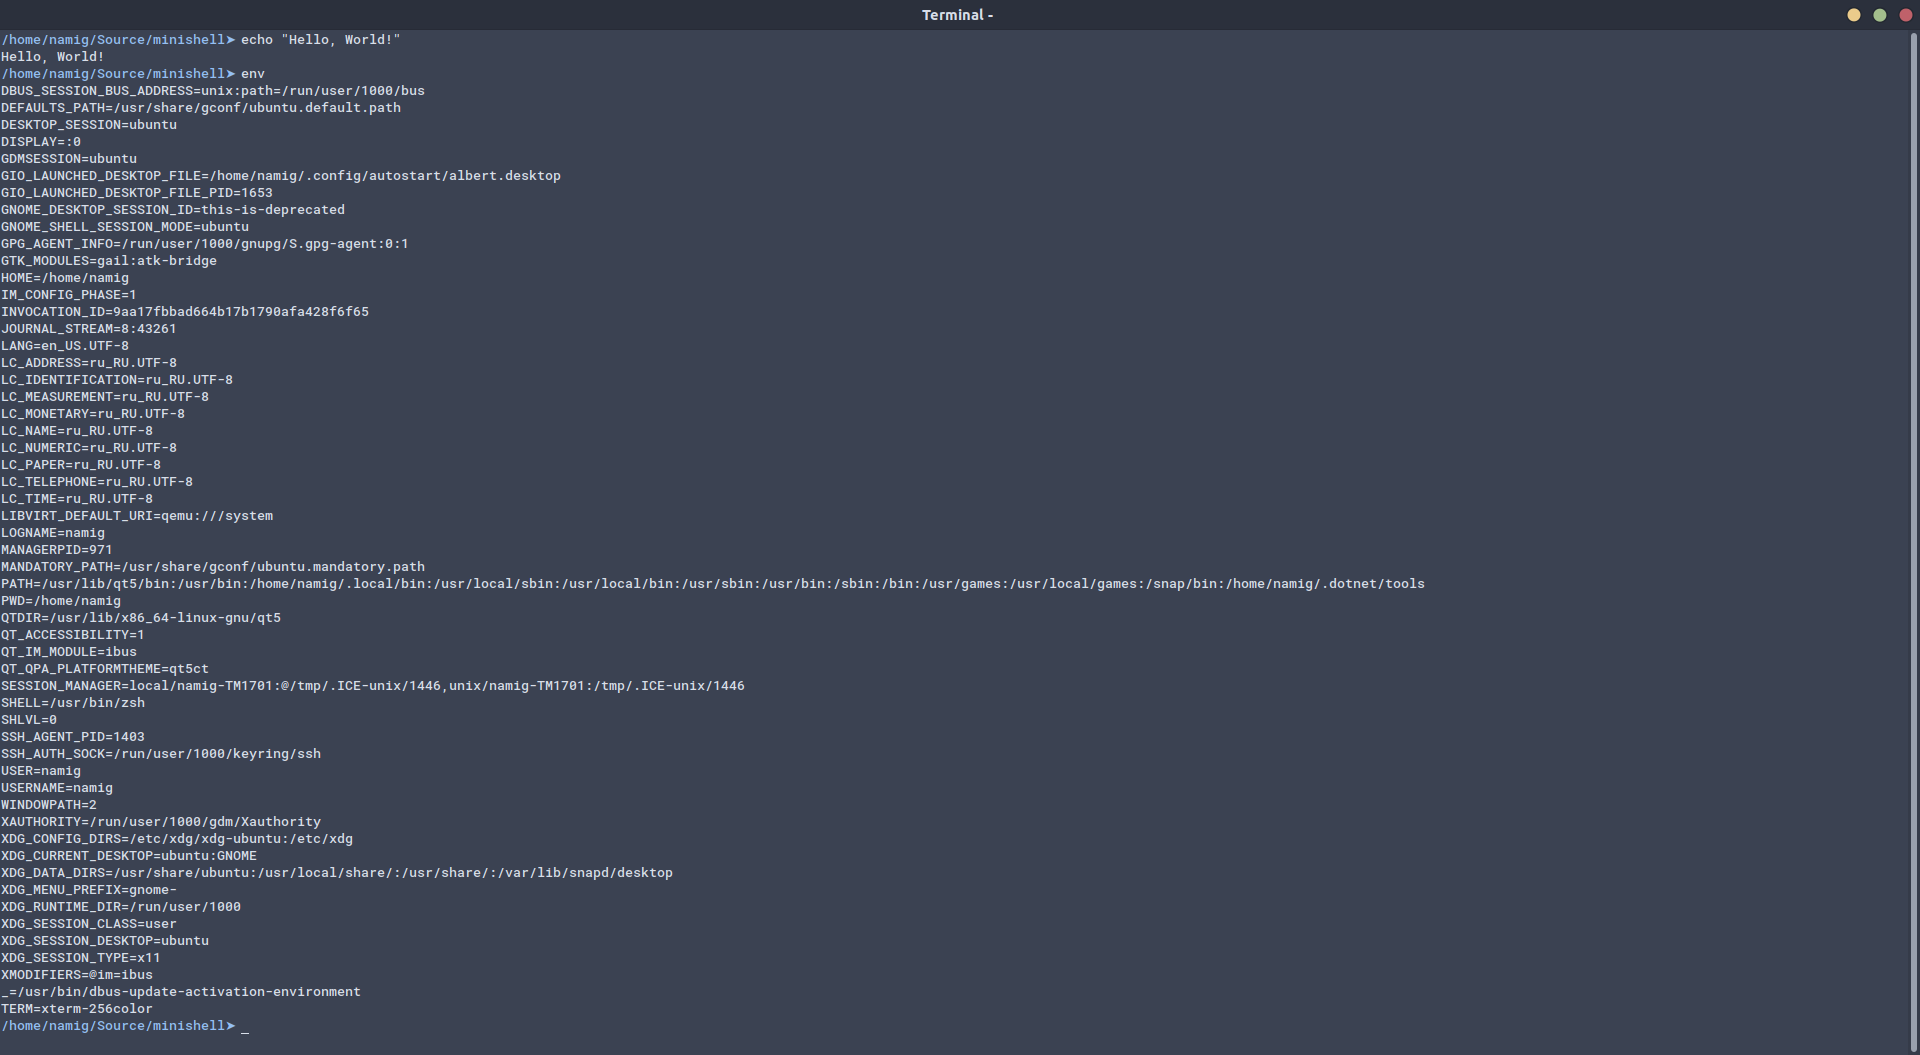 Terminal -
/home/namig/Source/minishell➤ echo "Hello, World!"
Hello, World!
/home/namig/Source/minishell➤ env
DBUS_SESSION_BUS_ADDRESS=unix:path=/run/user/1000/bus
DEFAULTS_PATH=/usr/share/gconf/ubuntu.default.path
DESKTOP_SESSION=ubuntu
DISPLAY=:0
GDMSESSION=ubuntu
GIO_LAUNCHED_DESKTOP_FILE=/home/namig/.config/autostart/albert.desktop
GIO_LAUNCHED_DESKTOP_FILE_PID=1653
GNOME_DESKTOP_SESSION_ID=this-is-deprecated
GNOME_SHELL_SESSION_MODE=ubuntu
GPG_AGENT_INFO=/run/user/1000/gnupg/S.gpg-agent:0:1
GTK_MODULES=gail:atk-bridge
HOME=/home/namig
IM_CONFIG_PHASE=1
INVOCATION_ID=9aa17fbbad664b17b1790afa428f6f65
JOURNAL_STREAM=8:43261
LANG=en_US.UTF-8
LC_ADDRESS=ru_RU.UTF-8
LC_IDENTIFICATION=ru_RU.UTF-8
LC_MEASUREMENT=ru_RU.UTF-8
LC_MONETARY=ru_RU.UTF-8
LC_NAME=ru_RU.UTF-8
LC_NUMERIC=ru_RU.UTF-8
LC_PAPER=ru_RU.UTF-8
LC_TELEPHONE=ru_RU.UTF-8
LC_TIME=ru_RU.UTF-8
LIBVIRT_DEFAULT_URI=qemu:///system
LOGNAME=namig
MANAGERPID=971
MANDATORY_PATH=/usr/share/gconf/ubuntu.mandatory.path
PATH=/usr/lib/qt5/bin:/usr/bin:/home/namig/.local/bin:/usr/local/sbin:/usr/local/bin:/usr/sbin:/usr/bin:/sbin:/bin:/usr/games:/usr/local/games:/snap/bin:/home/namig/.dotnet/tools
PWD=/home/namig
QTDIR=/usr/lib/x86_64-linux-gnu/qt5
QT_ACCESSIBILITY=1
QT_IM_MODULE=ibus
QT_QPA_PLATFORMTHEME=qt5ct
SESSION_MANAGER=local/namig-TM1701:@/tmp/.ICE-unix/1446,unix/namig-TM1701:/tmp/.ICE-unix/1446
SHELL=/usr/bin/zsh
SHLVL=0
SSH_AGENT_PID=1403
SSH_AUTH_SOCK=/run/user/1000/keyring/ssh
USER=namig
USERNAME=namig
WINDOWPATH=2
XAUTHORITY=/run/user/1000/gdm/Xauthority
XDG_CONFIG_DIRS=/etc/xdg/xdg-ubuntu:/etc/xdg
XDG_CURRENT_DESKTOP=ubuntu:GNOME
XDG_DATA_DIRS=/usr/share/ubuntu:/usr/local/share/:/usr/share/:/var/lib/snapd/desktop
XDG_MENU_PREFIX=gnome-
XDG_RUNTIME_DIR=/run/user/1000
XDG_SESSION_CLASS=user
XDG_SESSION_DESKTOP=ubuntu
XDG_SESSION_TYPE=x11
XMODIFIERS=@im=ibus
_=/usr/bin/dbus-update-activation-environment
TERM=xterm-256color
/home/namig/Source/minishell➤ _